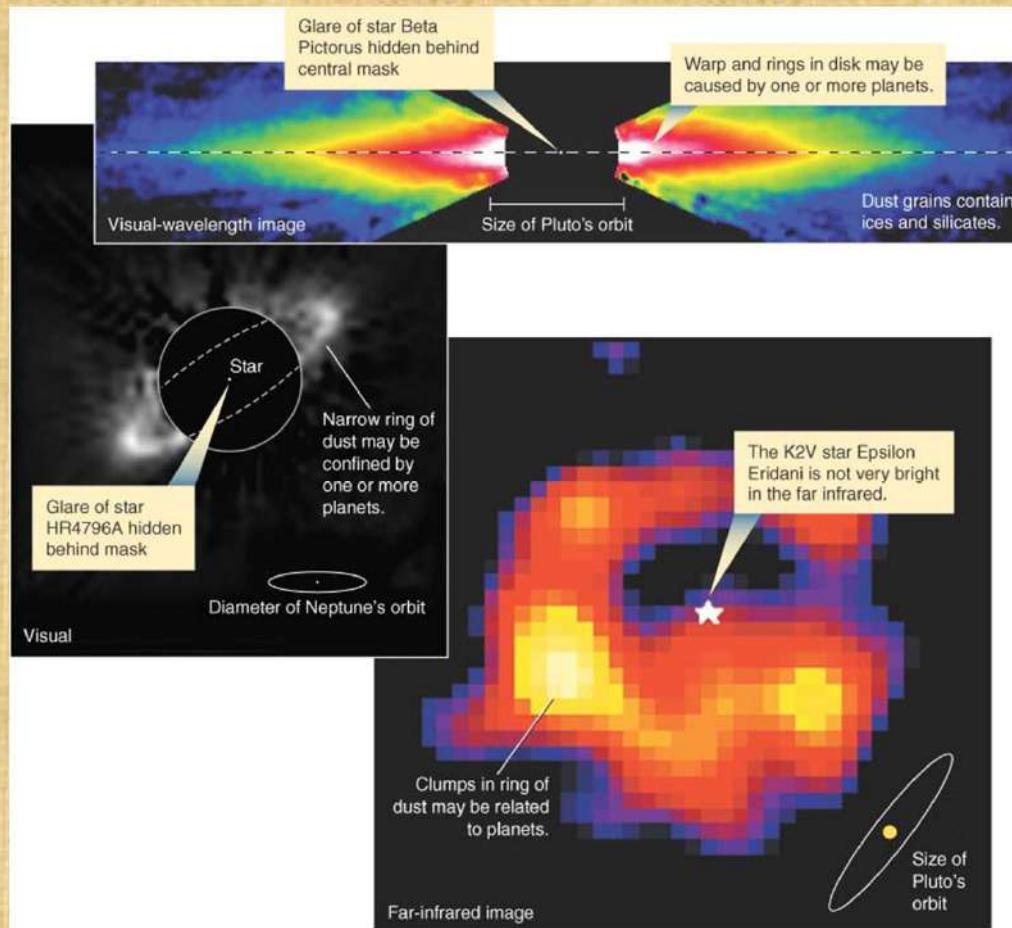 Glare of star Beta
Pictorus hidden behind
central mask
Warp and rings in disk may be
caused by one or more planets.
Visual-wavelength image
Size of Pluto's orbit
Dust grains contain
ices and silicates.
Star
Narrow ring of
dust may be
confined by
one or more
planets.
Glare of star
HR4796A hidden
behind mask
Diameter of Neptune's orbit
Visual
The K2V star Epsilon
Eridani is not very bright
in the far infrared.
Clumps in ring of
dust may be related
to planets.
Size of
Pluto's
orbit
Far-infrared image